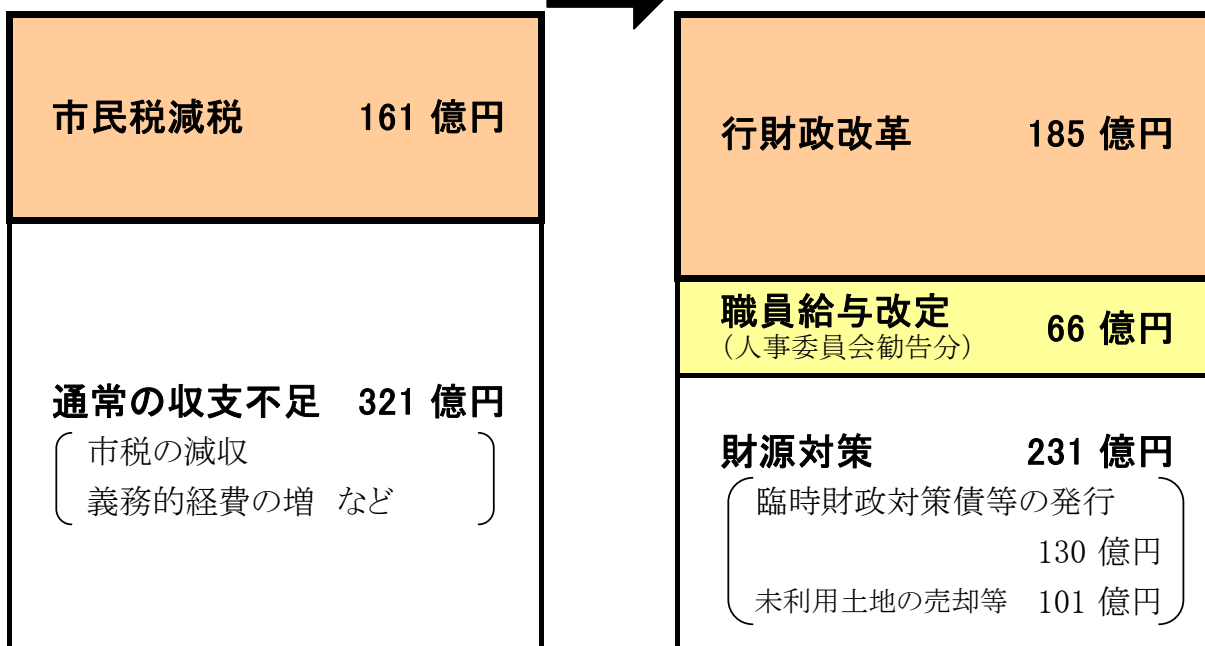 市民税減税 161 億円
通常の収支不足 321 億円
市税の減収
義務的経費の増 など
行財政改革 185 億円
職員給与改定 66 億円
(人事委員会勧告分)
財源対策 231 億円
臨時財政対策債等の発行
130 億円
未利用土地の売却等 101 億円